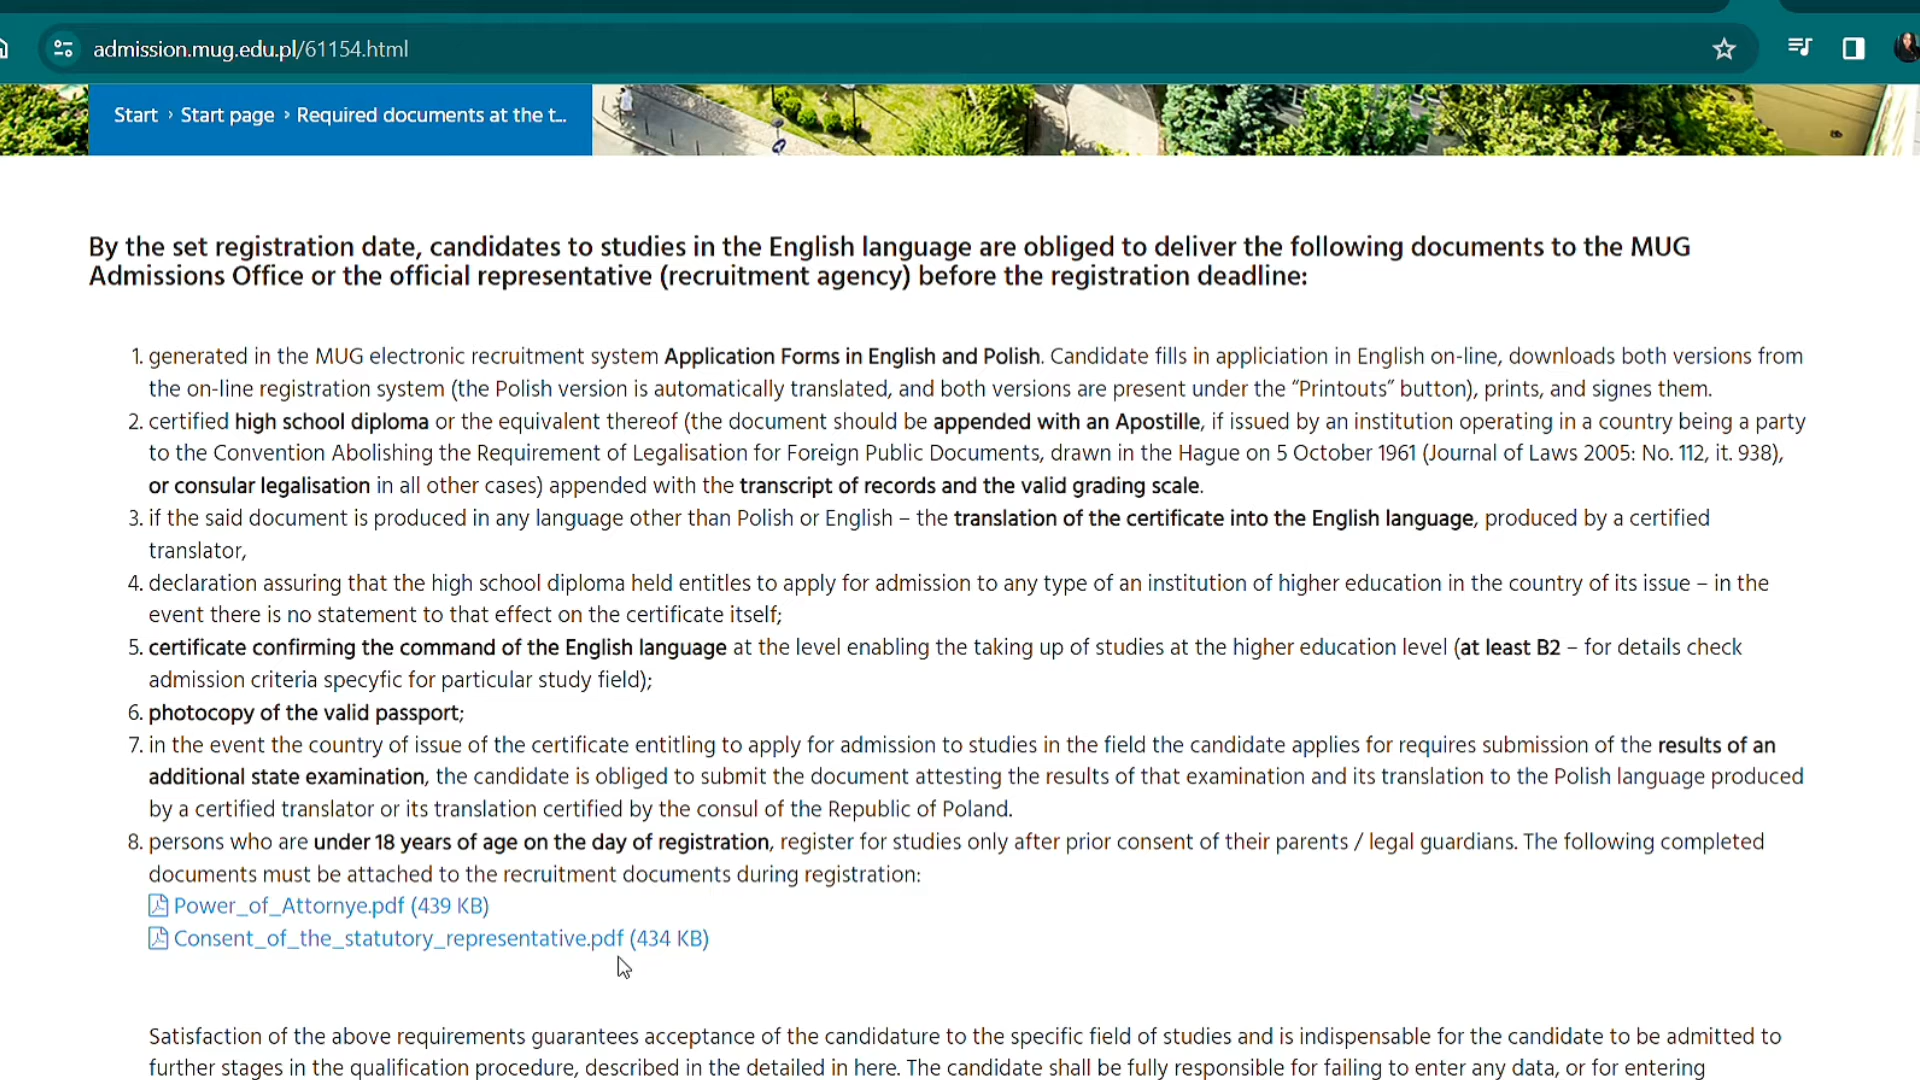 admission.mug.edu.pl/61154.html
Start › Start page › Required documents at the t...
By the set registration date, candidates to studies in the English language are obliged to deliver the following documents to the MUG
Admissions Office or the official representative (recruitment agency) before the registration deadline:
1. generated in the MUG electronic recruitment system Application Forms in English and Polish. Candidate fills in appliciation in English on-line, downloads both versions from
the on-line registration system (the Polish version is automatically translated, and both versions are present under the “Printouts” button), prints, and signes them.
2. certified high school diploma or the equivalent thereof (the document should be appended with an Apostille, if issued by an institution operating in a country being a party
to the Convention Abolishing the Requirement of Legalisation for Foreign Public Documents, drawn in the Hague on 5 October 1961 (Journal of Laws 2005: No. 112, it. 938),
or consular legalisation in all other cases) appended with the transcript of records and the valid grading scale.
3. if the said document is produced in any language other than Polish or English – the translation of the certificate into the English language, produced by a certified
translator,
4. declaration assuring that the high school diploma held entitles to apply for admission to any type of an institution of higher education in the country of its issue – in the
event there is no statement to that effect on the certificate itself;
5. certificate confirming the command of the English language at the level enabling the taking up of studies at the higher education level (at least B2 – for details check
admission criteria specyfic for particular study field);
6. photocopy of the valid passport;
7. in the event the country of issue of the certificate entitling to apply for admission to studies in the field the candidate applies for requires submission of the results of an
additional state examination, the candidate is obliged to submit the document attesting the results of that examination and its translation to the Polish language produced
by a certified translator or its translation certified by the consul of the Republic of Poland.
8. persons who are under 18 years of age on the day of registration, register for studies only after prior consent of their parents / legal guardians. The following completed
documents must be attached to the recruitment documents during registration:
Power_of_Attornye.pdf (439 KB)
Consent_of_the_statutory_representative.pdf (434 KB)
Satisfaction of the above requirements guarantees acceptance of the candidature to the specific field of studies and is indispensable for the candidate to be admitted to
further stages in the qualification procedure, described in the detailed in here. The candidate shall be fully responsible for failing to enter any data, or for entering